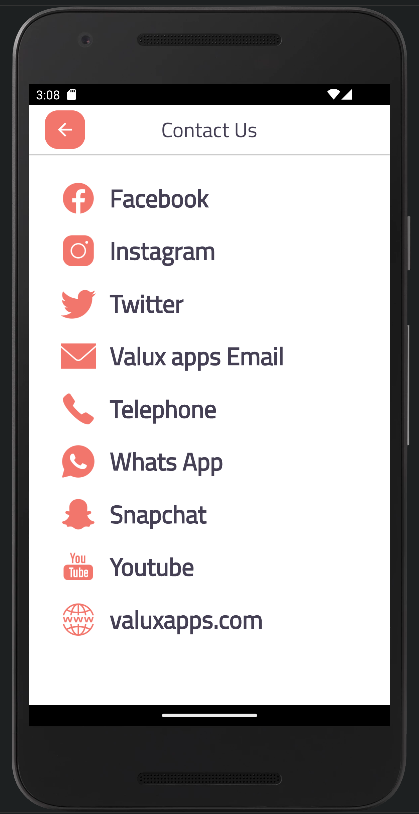 3:08
Contact Us
Facebook
Instagram
Twitter
Valux apps Email
Telephone
Whats App
Snapchat
You
Tube
Youtube
www
valuxapps.com